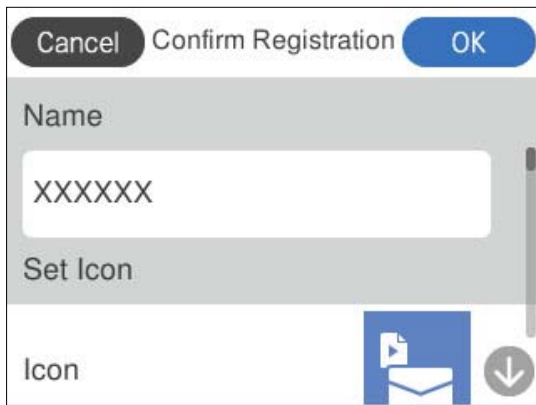 Cancel Confirm Registration OK
Name
XXXXXX
Set Icon
Icon